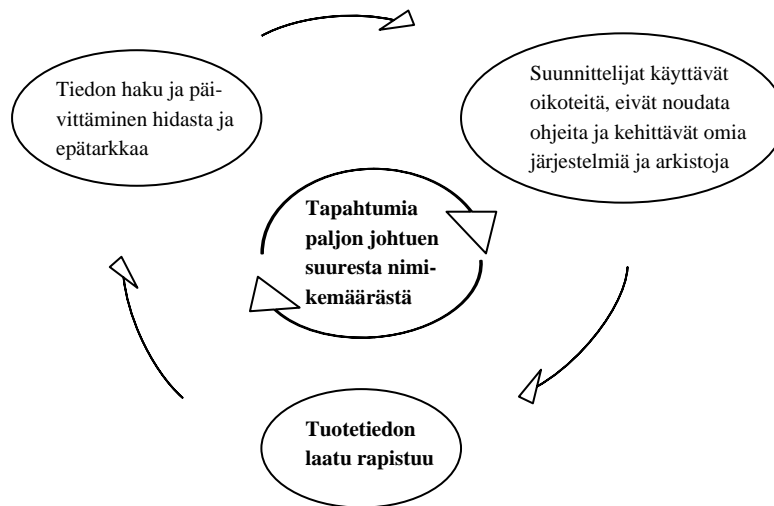 Tiedon haku ja päi-
vittäminen hidasta ja
epätarkkaa
Suunnittelijat käyttävät
oikoteitä, eivät noudata
ohjeita ja kehittävät omia
järjestelmiä ja arkistoja
Tapahtumia
paljon johtuen
suuresta nimi-
kemäärästä
Tuotetiedon
laatu rapistuu